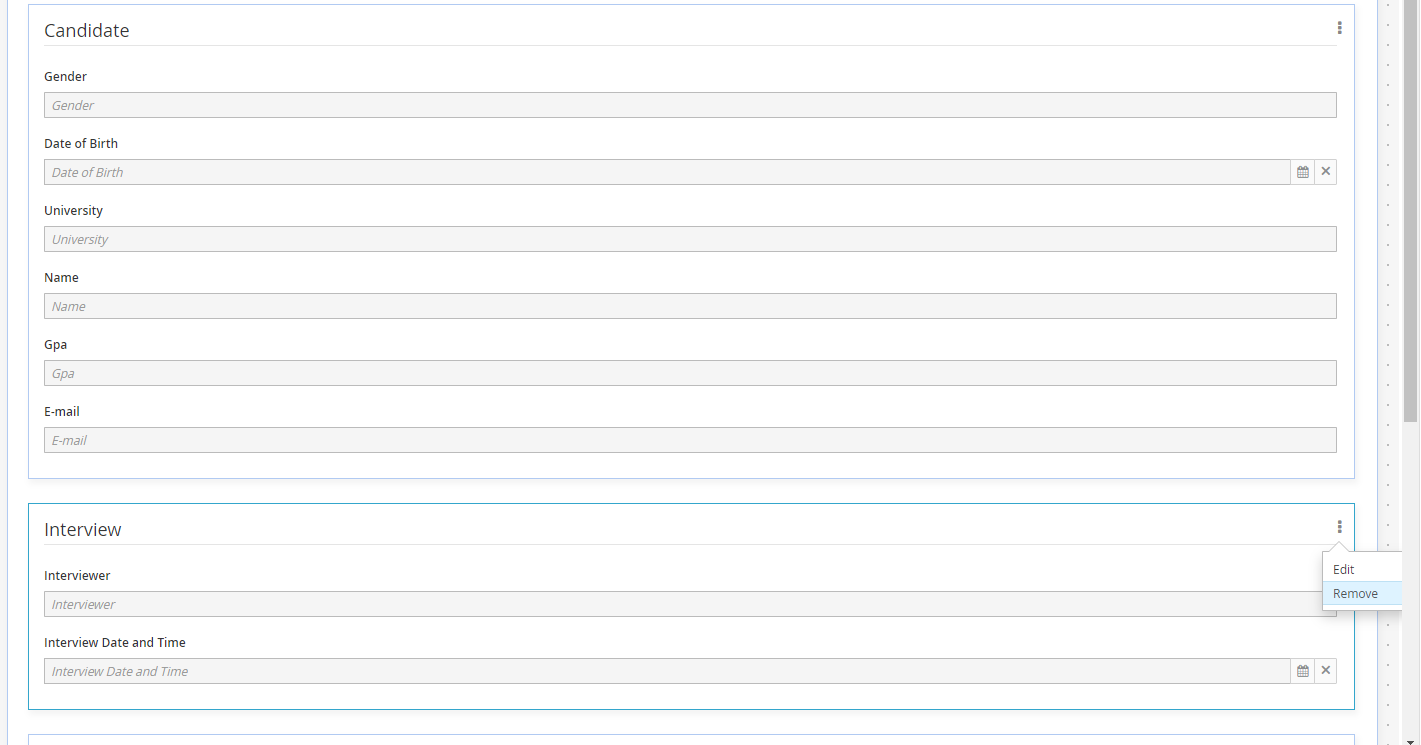 Candidate
Gender
Gender
Date of Birth
Date of Birth
University
University
Name
Name
Gpa
Gpa
E-mail
E-mail
Interview
Interviewer
Interviewer
Edit
Remove
Interview Date and Time
Interview Date and Time